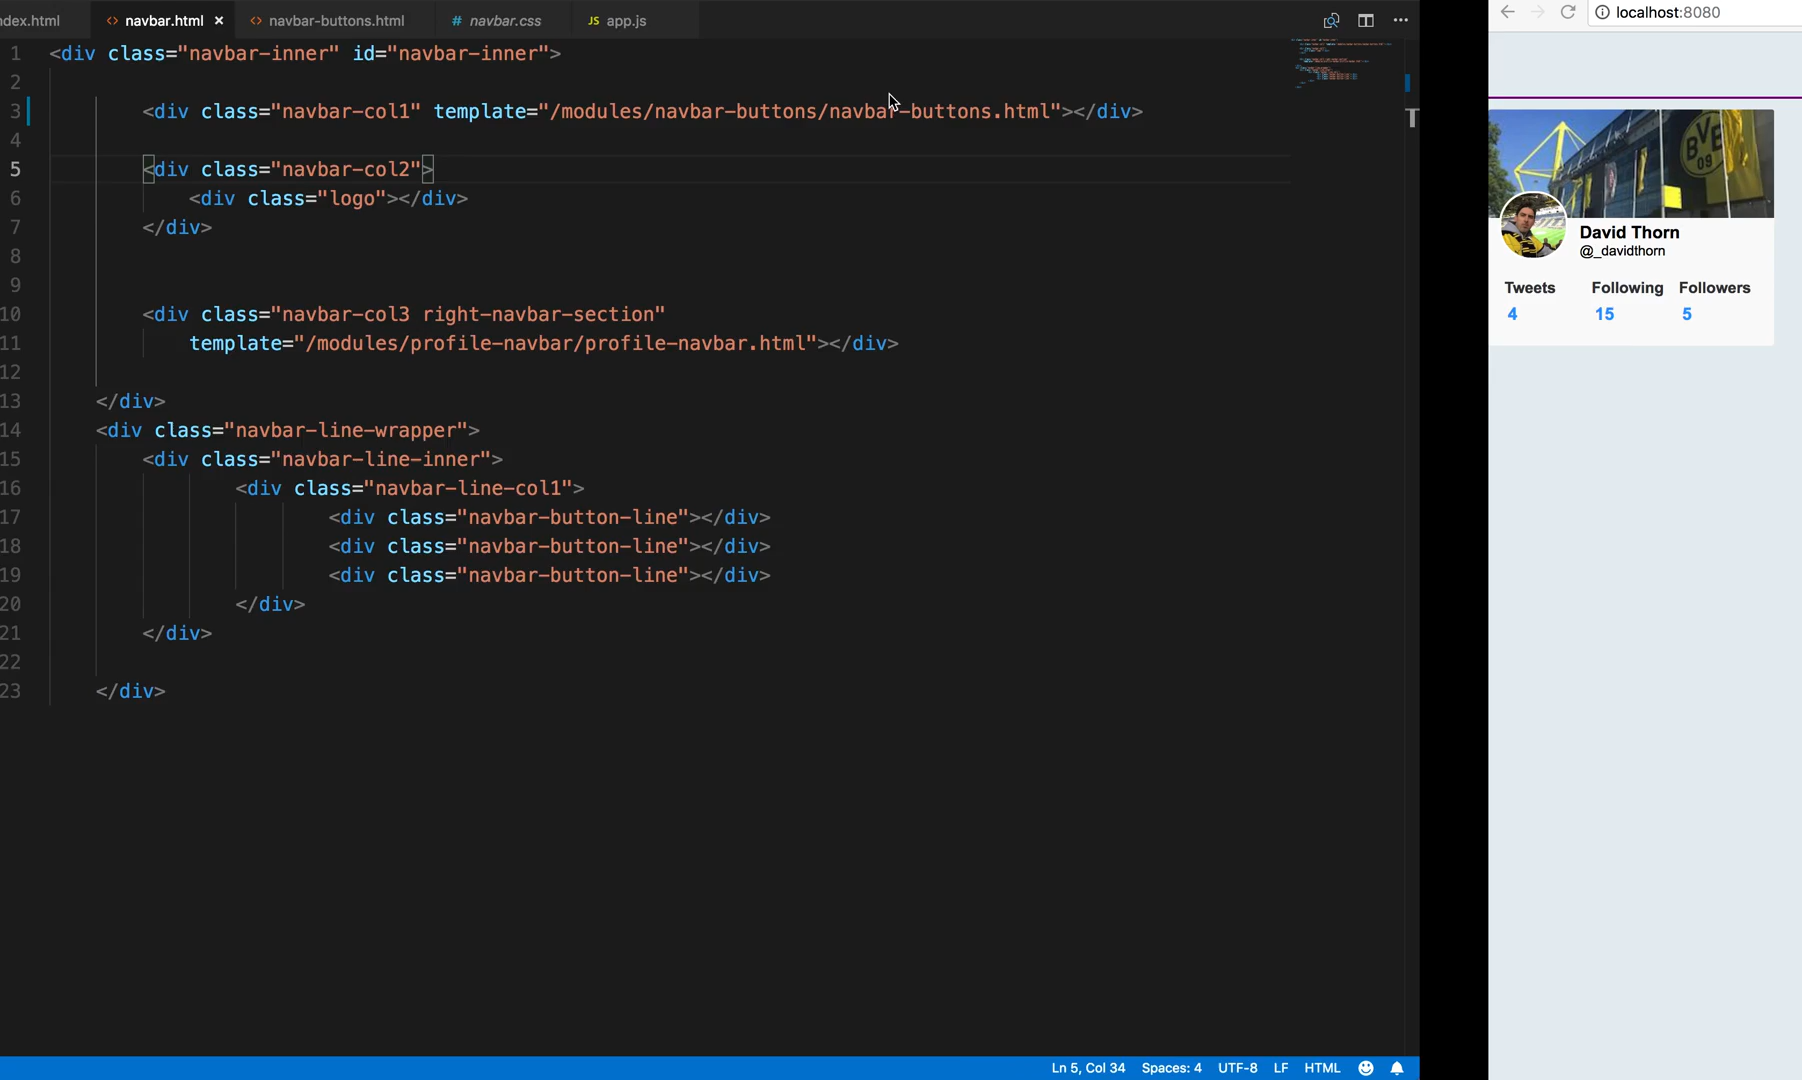 ndex.html
<> navbar.html ×
<> navbar-buttons.html
# navbar.css
JS app.js
1 <div class="navbar-inner" id="navbar-inner">
2
3 <div class="navbar-col1" template="/modules/navbar-buttons/navbar-buttons.html"></div>
4
5 <div class="navbar-col2">
6 <div class="logo"></div>
7 </div>
8
9
10 <div class="navbar-col3 right-navbar-section"
11 template="/modules/profile-navbar/profile-navbar.html"></div>
12
13 </div>
14 <div class="navbar-line-wrapper">
15 <div class="navbar-line-inner">
16 <div class="navbar-line-col1">
17 <div class="navbar-button-line"></div>
18 <div class="navbar-button-line"></div>
19 <div class="navbar-button-line"></div>
20 </div>
21 </div>
22
23 </div>
Ln 5, Col 34 Spaces: 4 UTF-8 LF HTML
localhost:8080
BVB
09
David Thorn
@_davidthorn
Tweets Following Followers
4 15 5